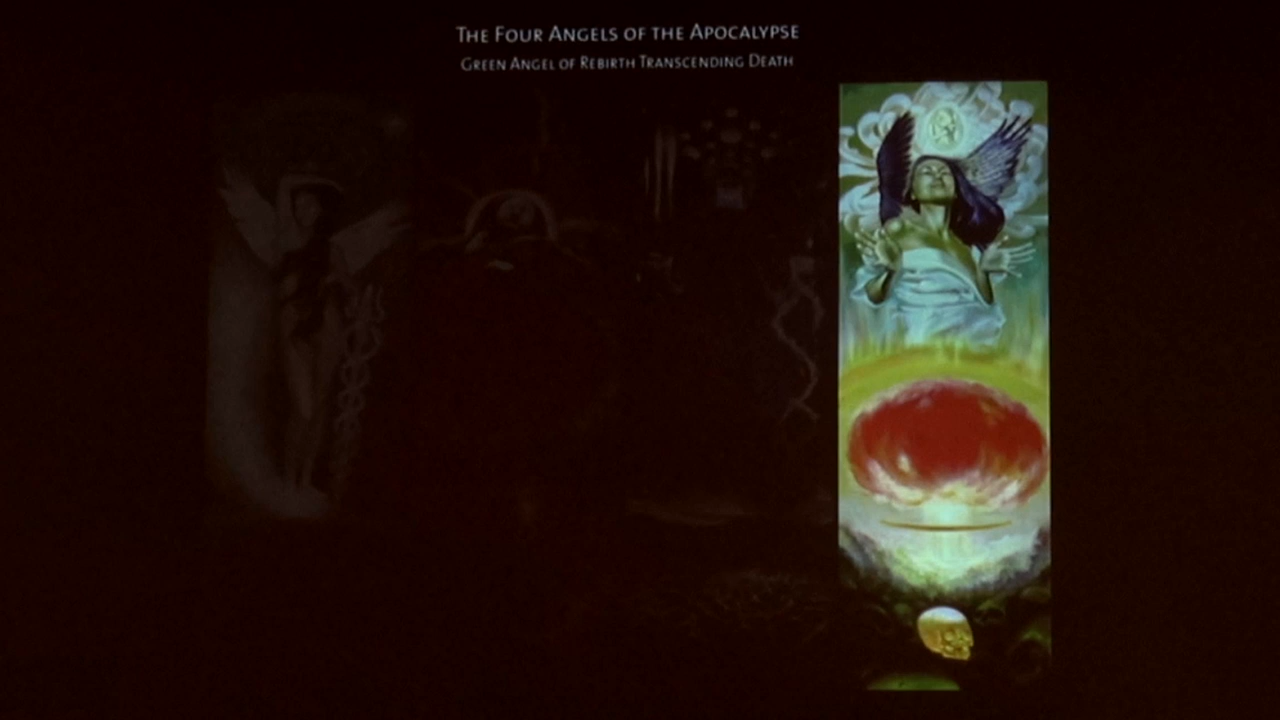 The Four Angels of the Apocalypse
Green Angel of Rebirth Transcending Death